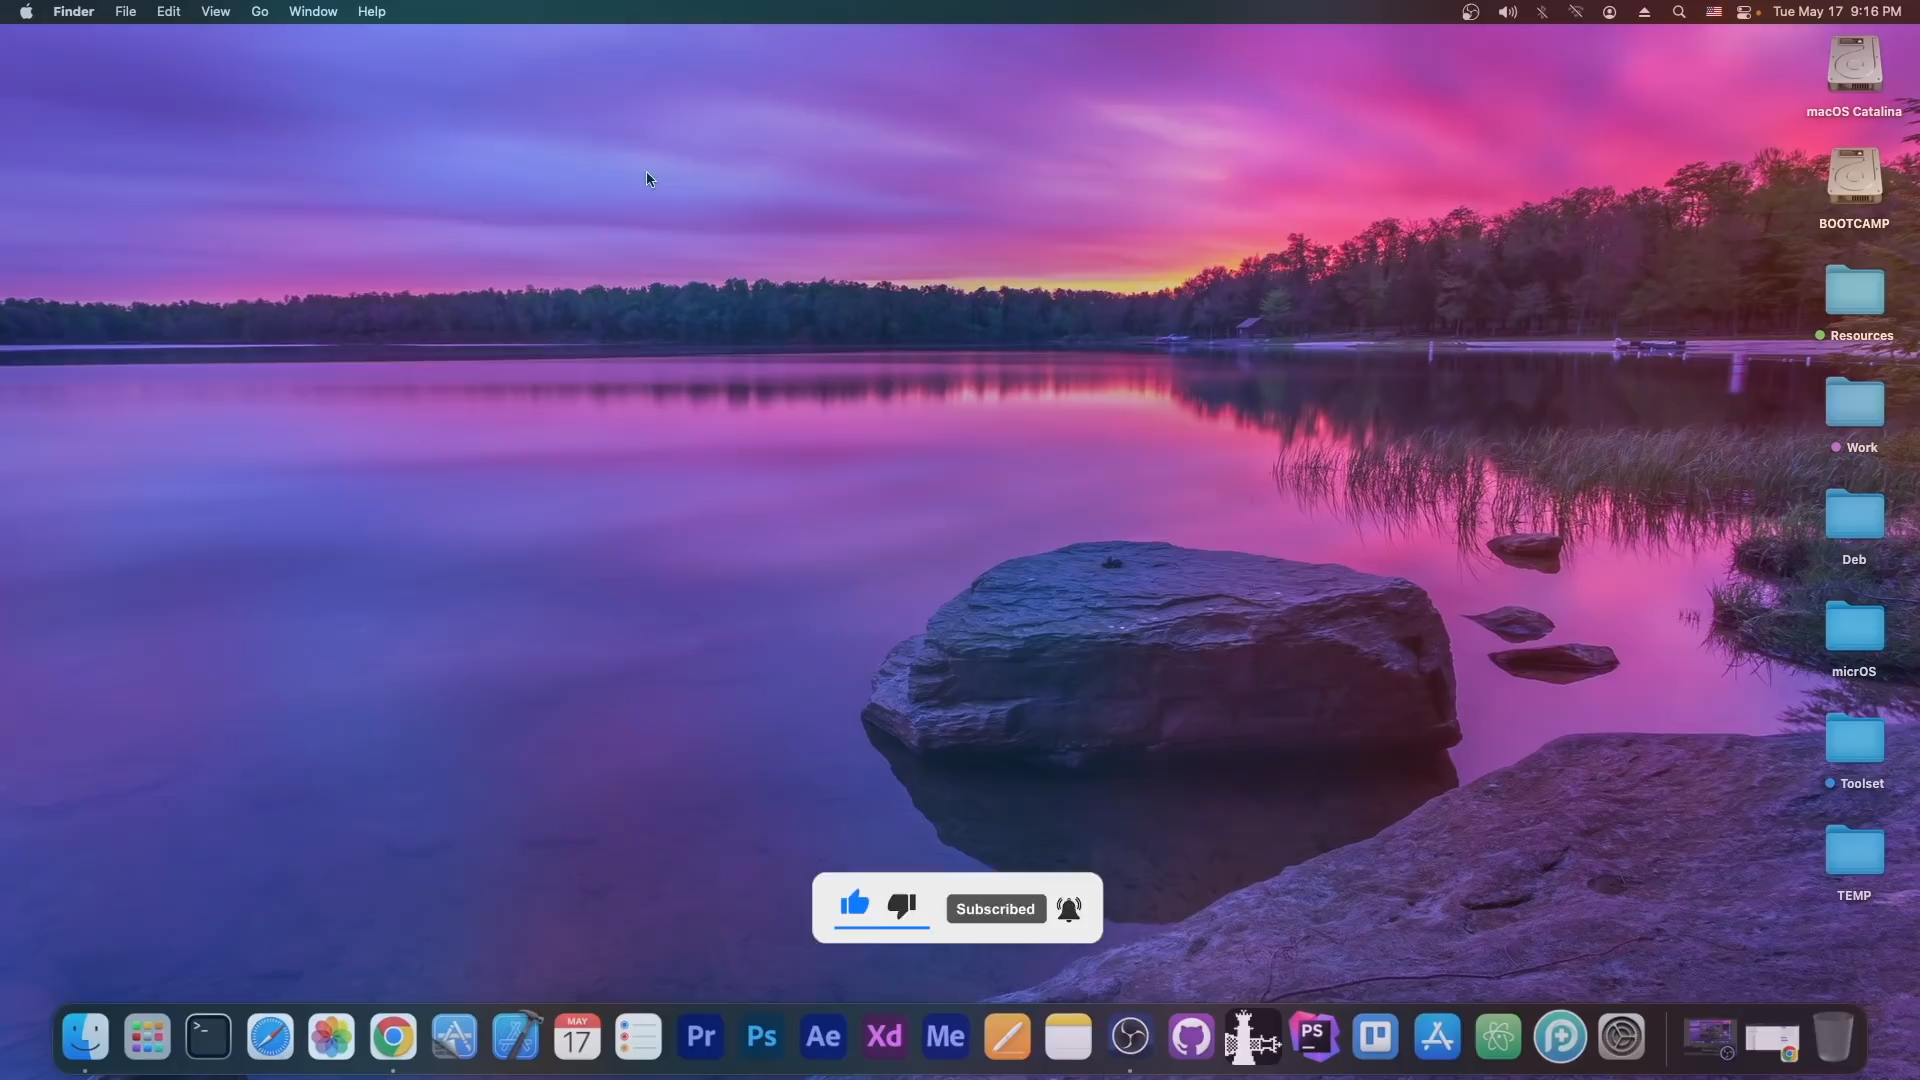 Finder File Edit View Go Window Help
Tue May 17 9:16 PM
macOS Catalina
BOOTCAMP
Resources
Work
Deb
micrOS
Toolset
TEMP
Subscribed
>_
MAY
17
Pr
Ps
Ae
Xd
Me
PS